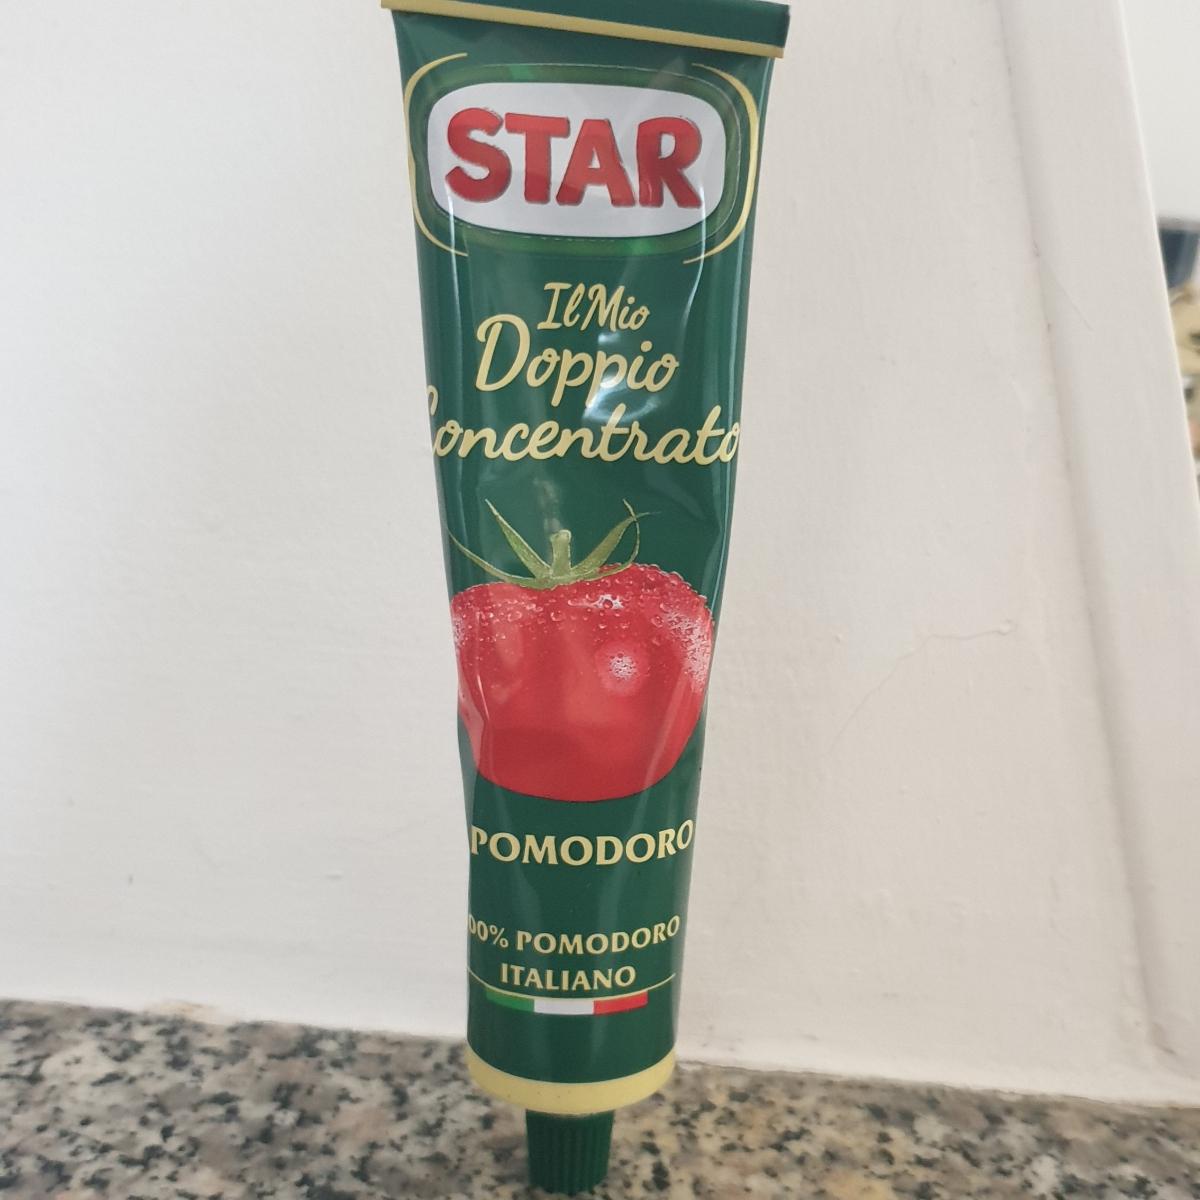 STAR
Il Mio
Doppio
Concentrato
POMODORO
00% POMODORO
ITALIANO